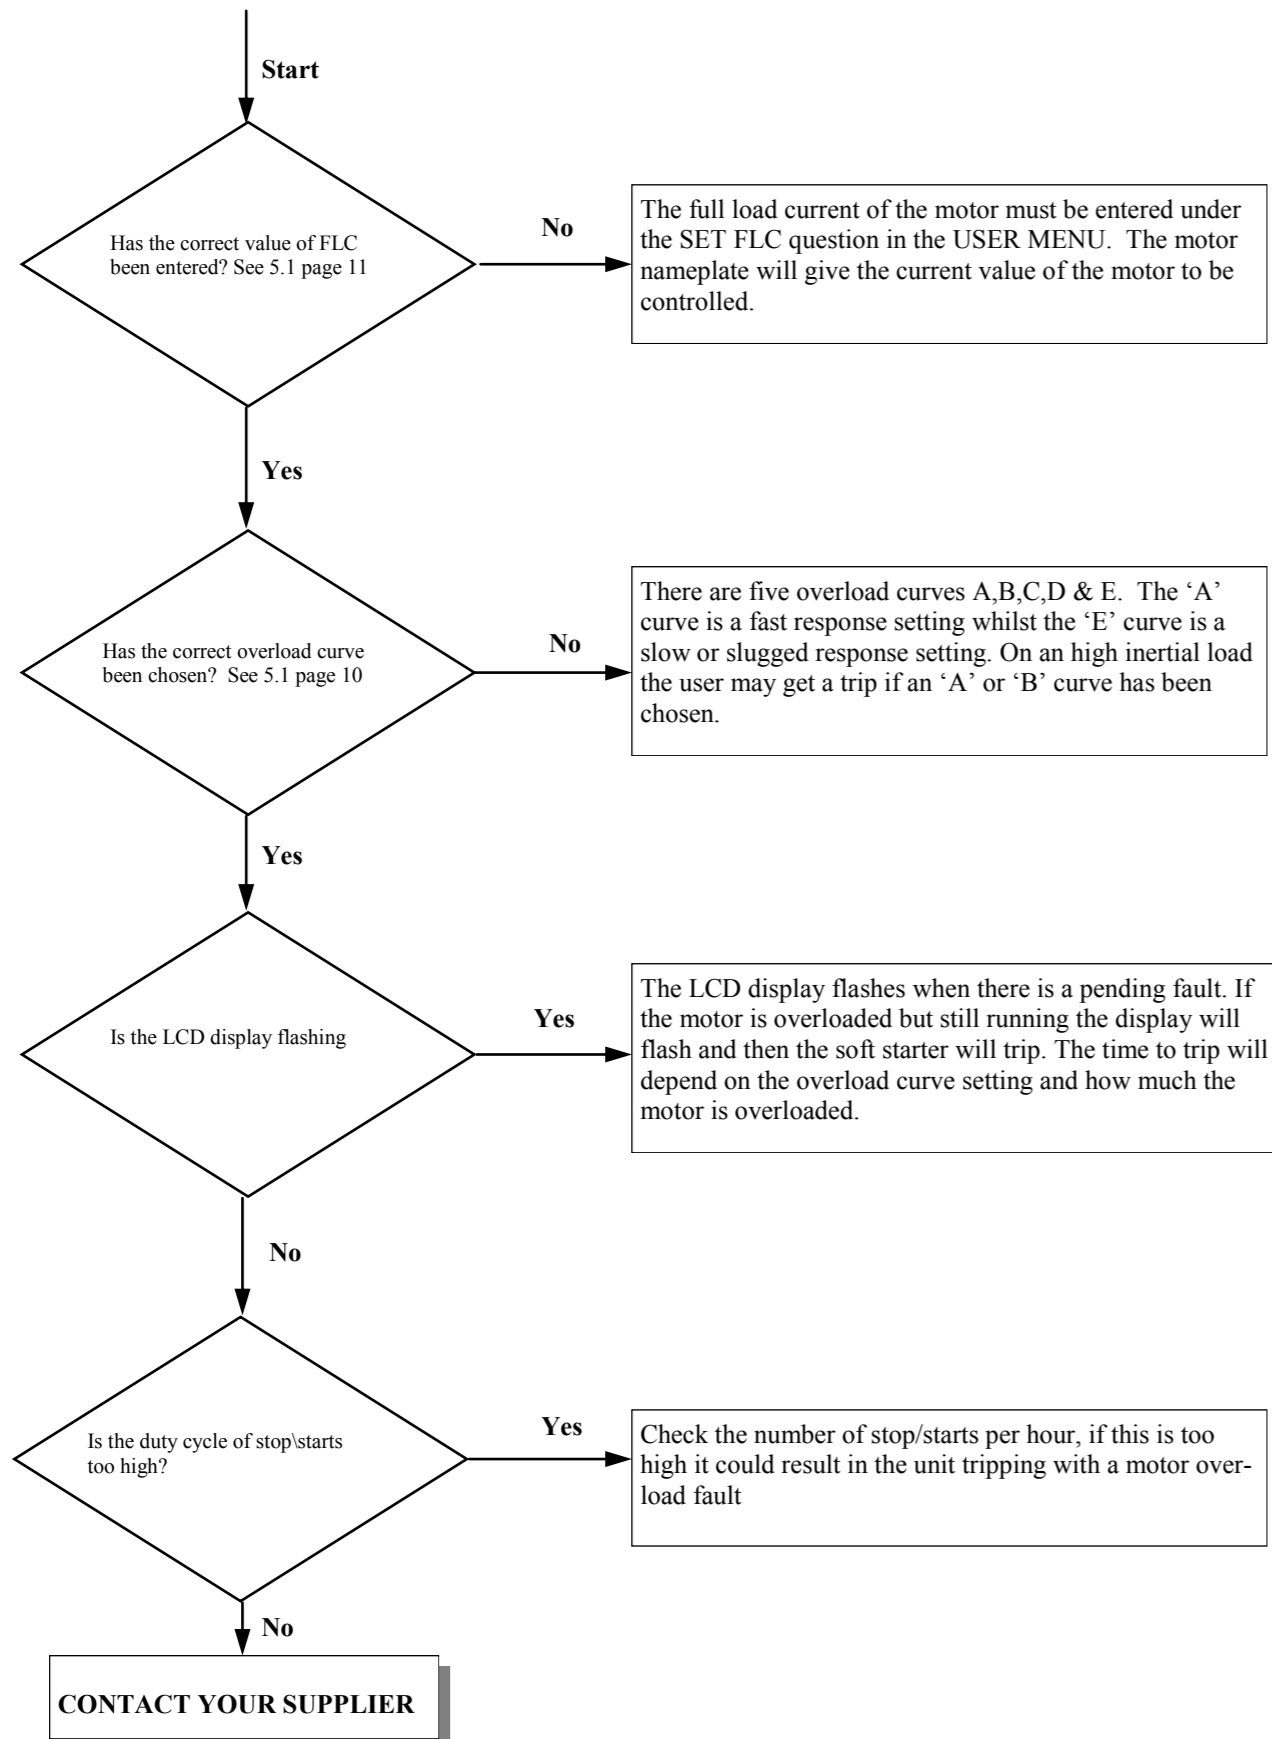 Start
Has the correct value of FLC
been entered? See 5.1 page 11
No
The full load current of the motor must be entered under
the SET FLC question in the USER MENU.  The motor
nameplate will give the current value of the motor to be
controlled.
Yes
Has the correct overload curve
been chosen?  See 5.1 page 10
No
There are five overload curves A,B,C,D & E.  The ‘A’
curve is a fast response setting whilst the ‘E’ curve is a
slow or slugged response setting. On an high inertial load
the user may get a trip if an ‘A’ or ‘B’ curve has been
chosen.
Yes
Is the LCD display flashing
Yes
The LCD display flashes when there is a pending fault. If
the motor is overloaded but still running the display will
flash and then the soft starter will trip. The time to trip will
depend on the overload curve setting and how much the
motor is overloaded.
No
Is the duty cycle of stop\starts
too high?
Yes
Check the number of stop/starts per hour, if this is too
high it could result in the unit tripping with a motor over-
load fault
No
CONTACT YOUR SUPPLIER